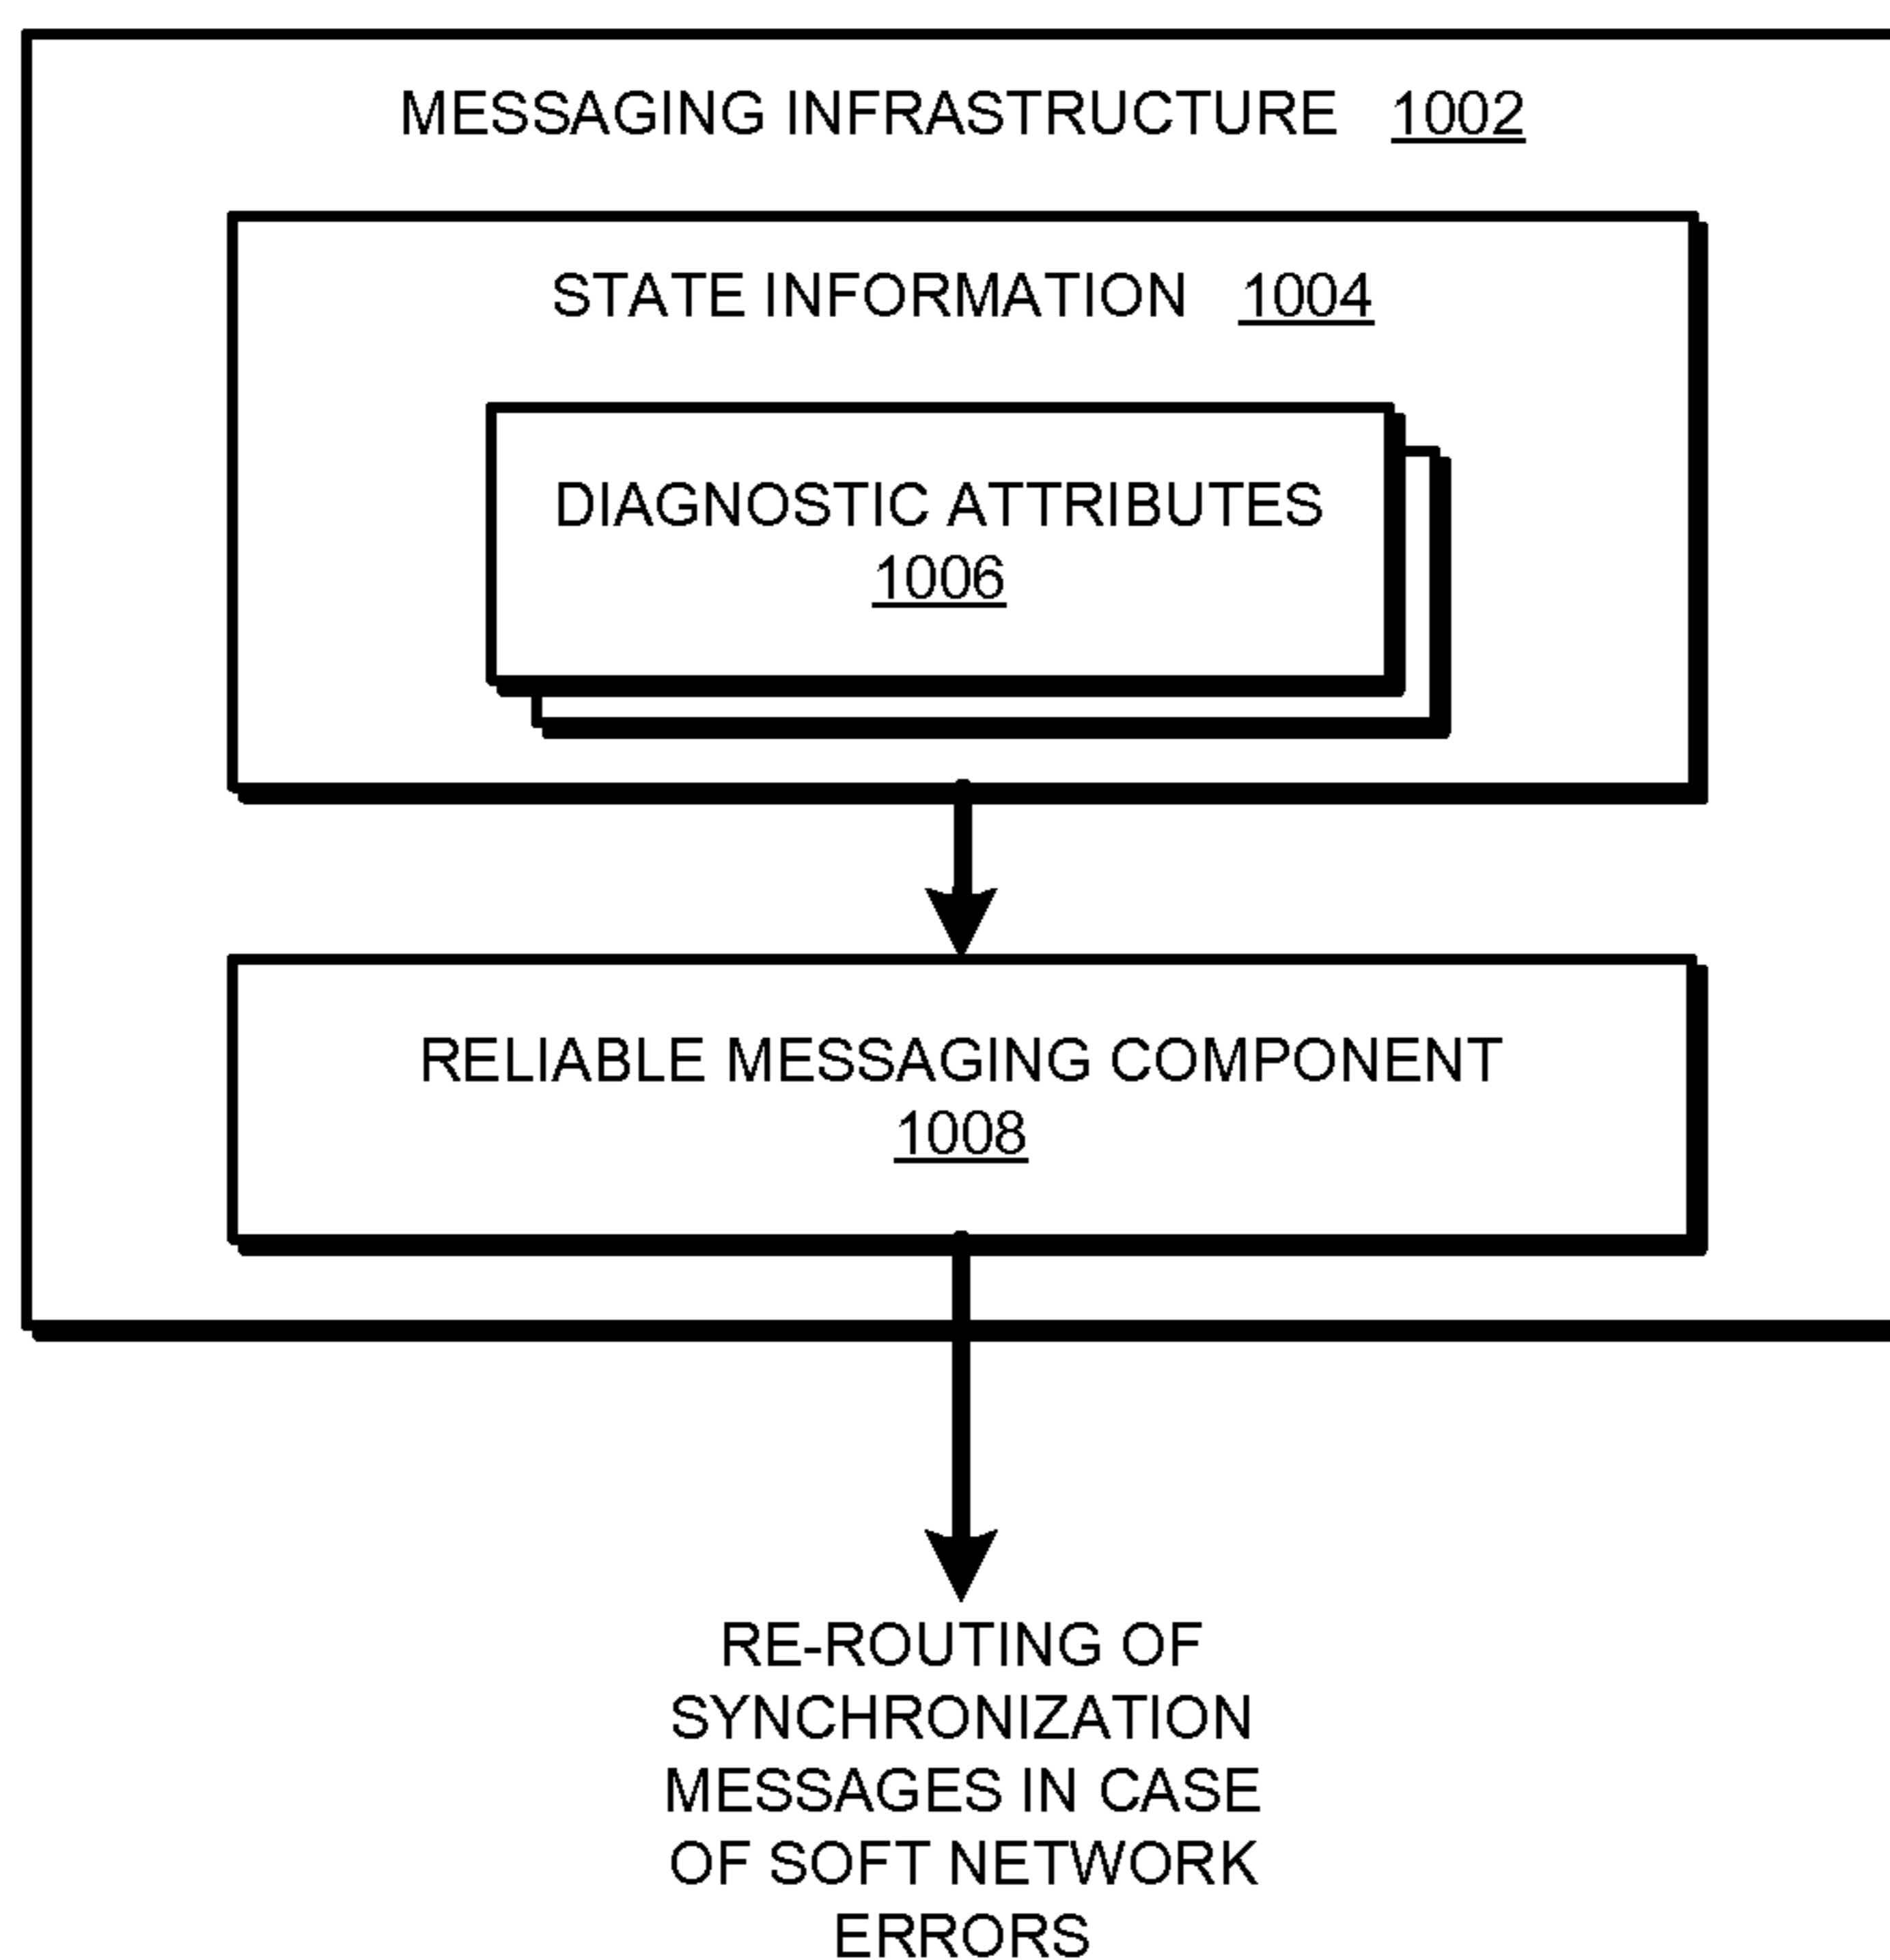 MESSAGING INFRASTRUCTURE 1002
STATE INFORMATION 1004
DIAGNOSTIC ATTRIBUTES
1006
RELIABLE MESSAGING COMPONENT
1008
RE-ROUTING OF
SYNCHRONIZATION
MESSAGES IN CASE
OF SOFT NETWORK
ERRORS